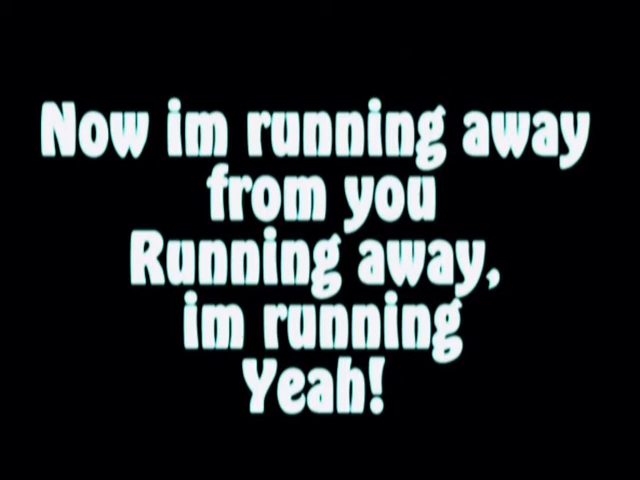 Now im running away
from you
Running away,
im running
Yeah!